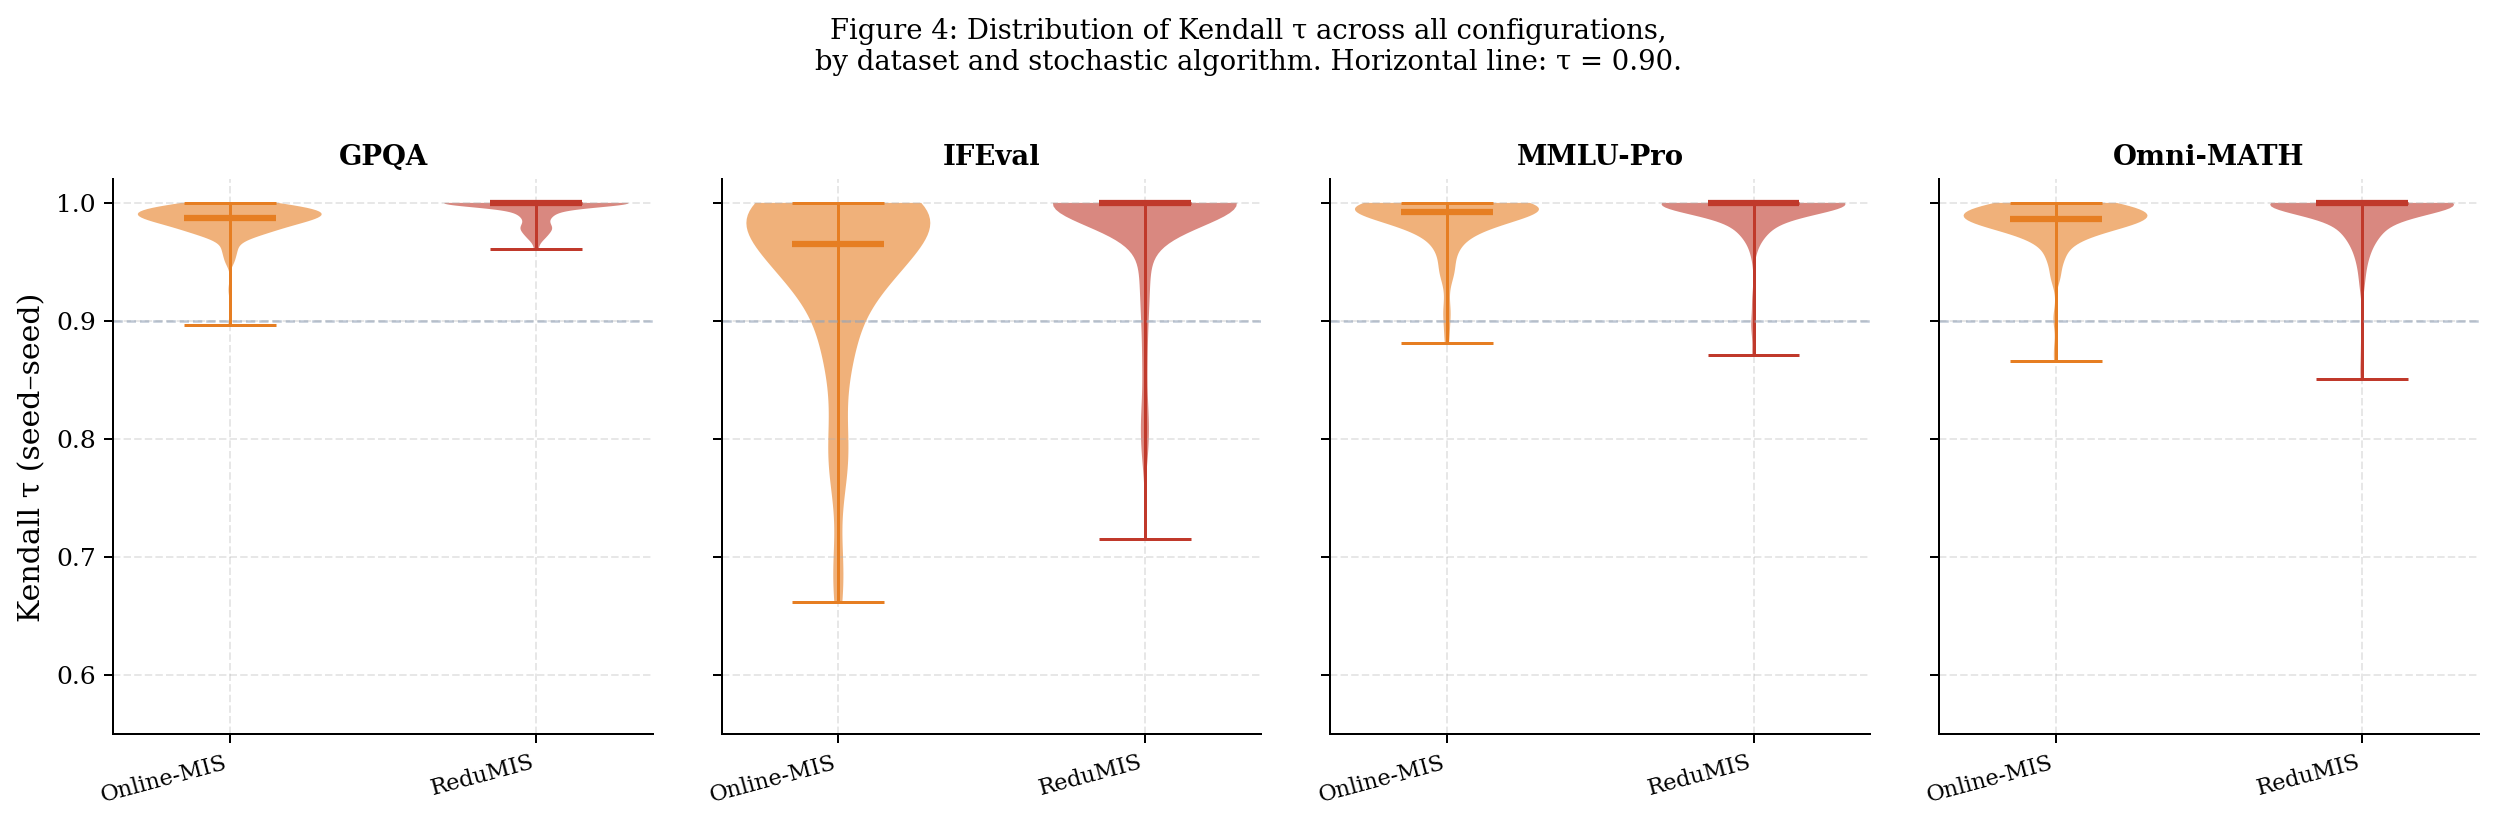 Figure 4: Distribution of Kendall τ across all configurations,
by dataset and stochastic algorithm. Horizontal line: τ = 0.90.
GPQA
IFEval
MMLU-Pro
Omni-MATH
Kendall τ (seed–seed)
1.0
0.9
0.8
0.7
0.6
Online-MIS
ReduMIS
Online-MIS
ReduMIS
Online-MIS
ReduMIS
Online-MIS
ReduMIS